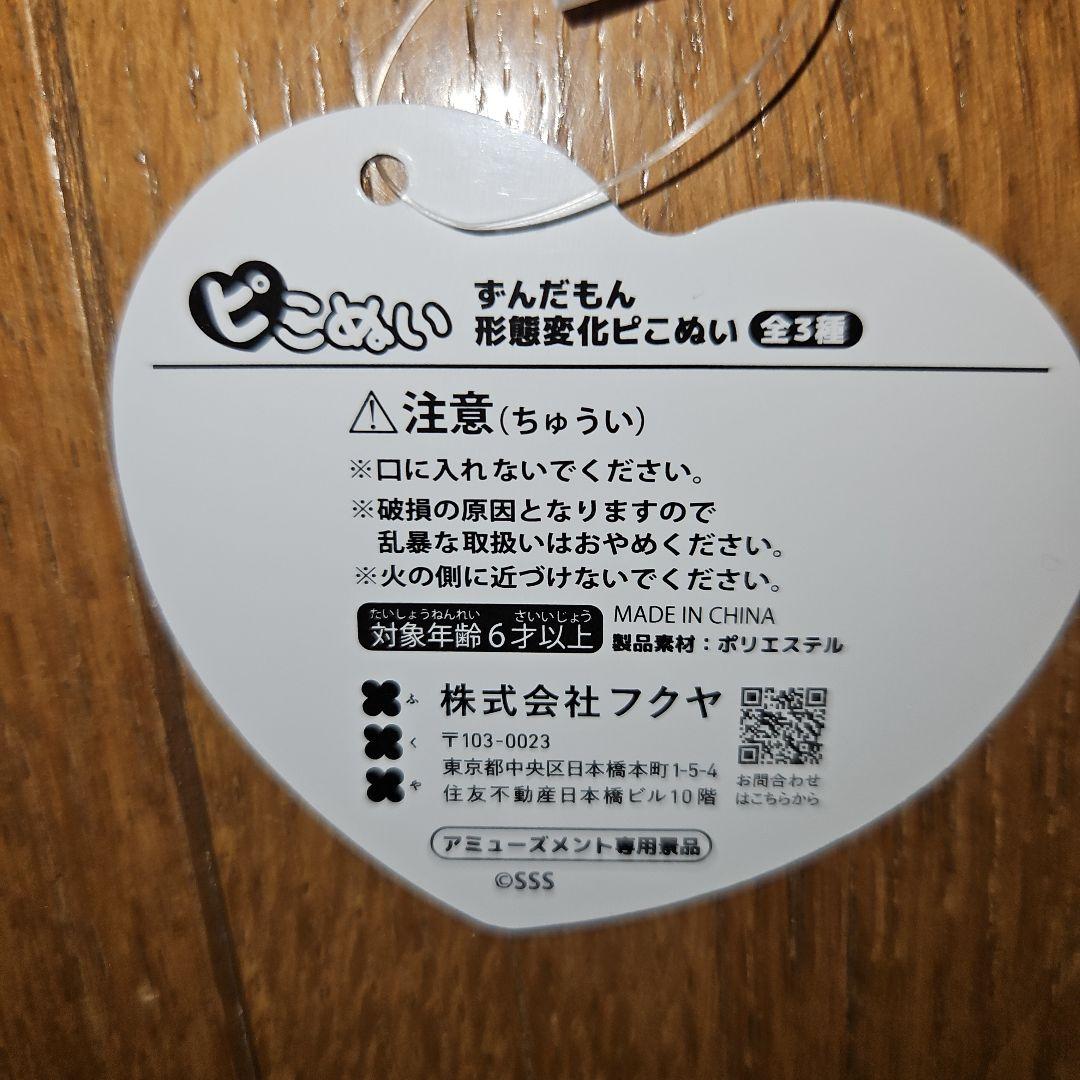 ピこぬい
ずんだもん
形態変化ピこぬい 全3種
注意(ちゅうい)
※口に入れないでください。
※破損の原因となりますので
乱暴な取扱いはおやめください。
※火の側に近づけないでください。
たいしょうねんれい さいいじょう
対象年齢6才以上
MADE IN CHINA
製品素材:ポリエステル
ふくや
株式会社フクヤ
〒103-0023
東京都中央区日本橋本町1-5-4
住友不動産日本橋ビル10階
お問合わせ
はこちらから
アミューズメント専用景品
©SSS